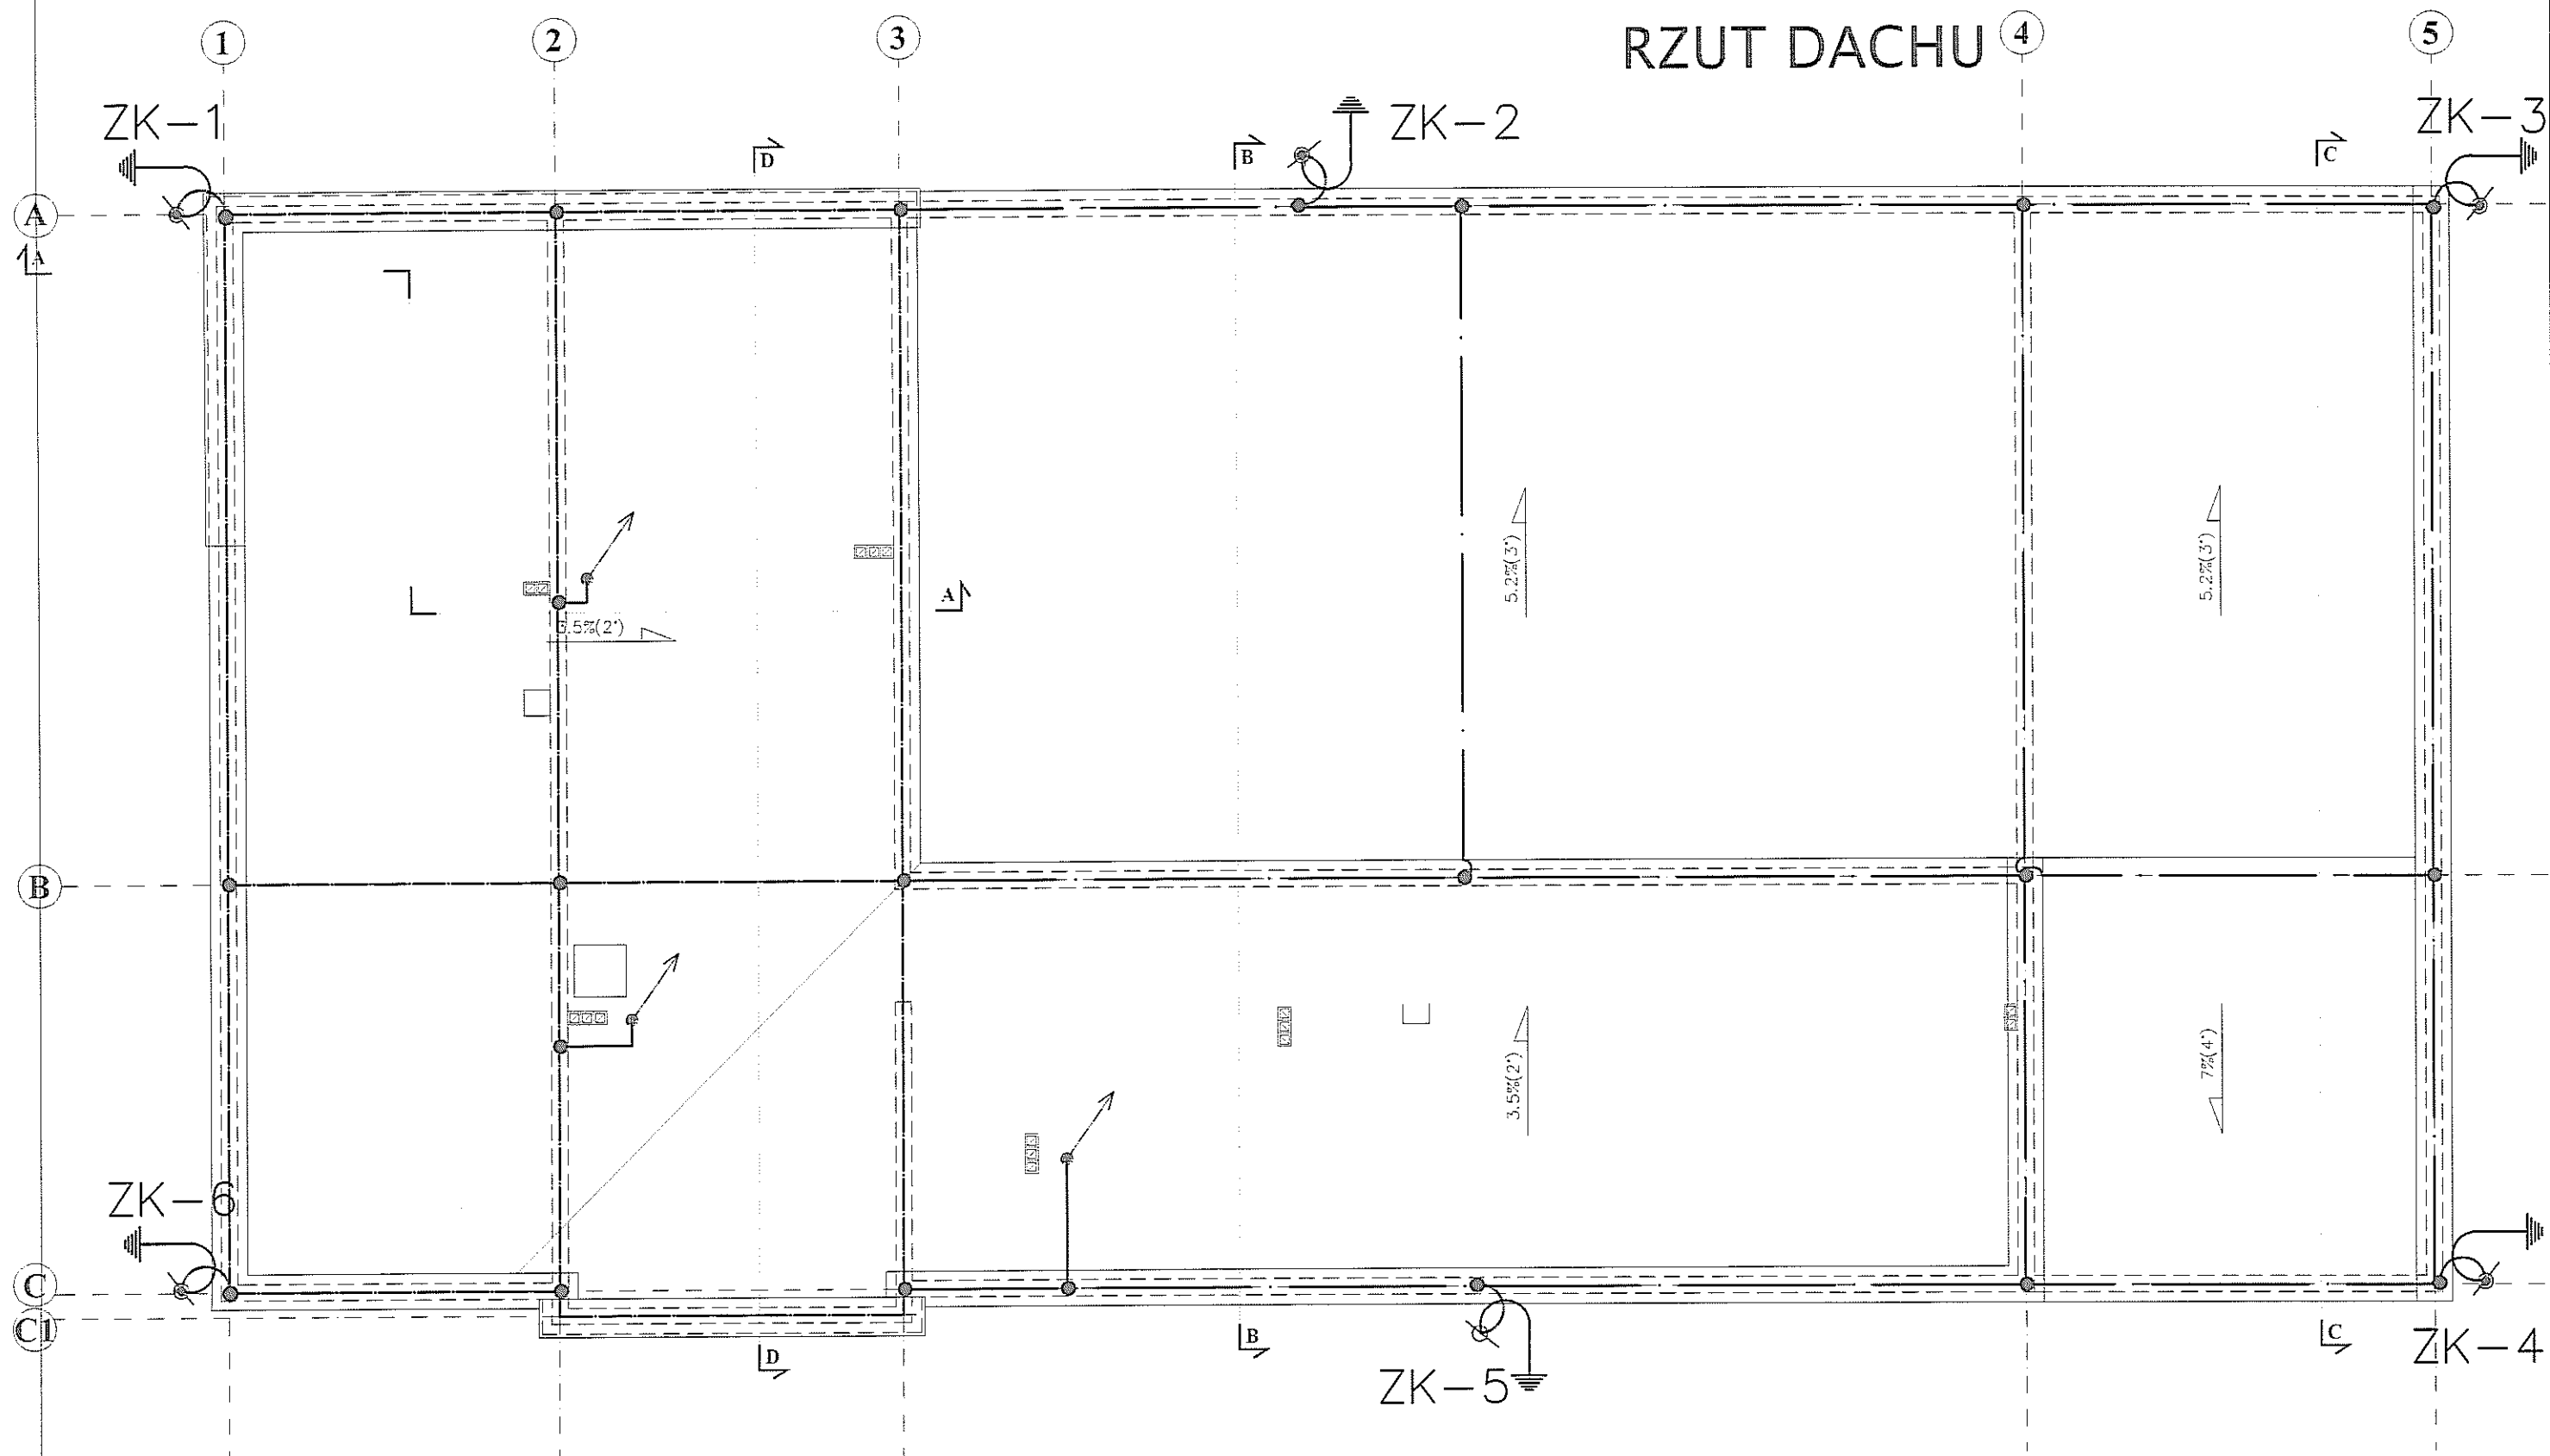 RZUT DACHU
1 2 3 4 5
ZK-1
ZK-2
ZK-3
D B C
A
A
5.2%(3°)
5.2%(3°)
A
3.5%(2°)
B
3.5%(2°)
7%(4°)
ZK-6
C
C1
D B C
ZK-4
ZK-5